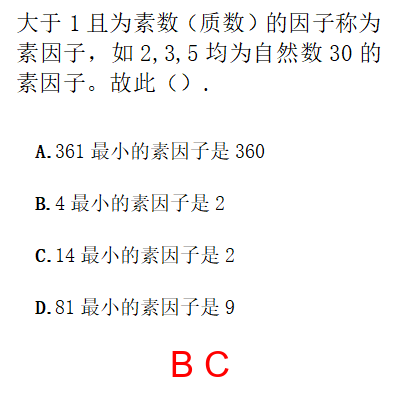 大于 1 且为素数（质数）的因子称为
素因子，如 2,3,5 均为自然数 30 的
素因子。故此（）.
A.361 最小的素因子是 360
B.4 最小的素因子是 2
C.14 最小的素因子是 2
D.81 最小的素因子是 9
B C